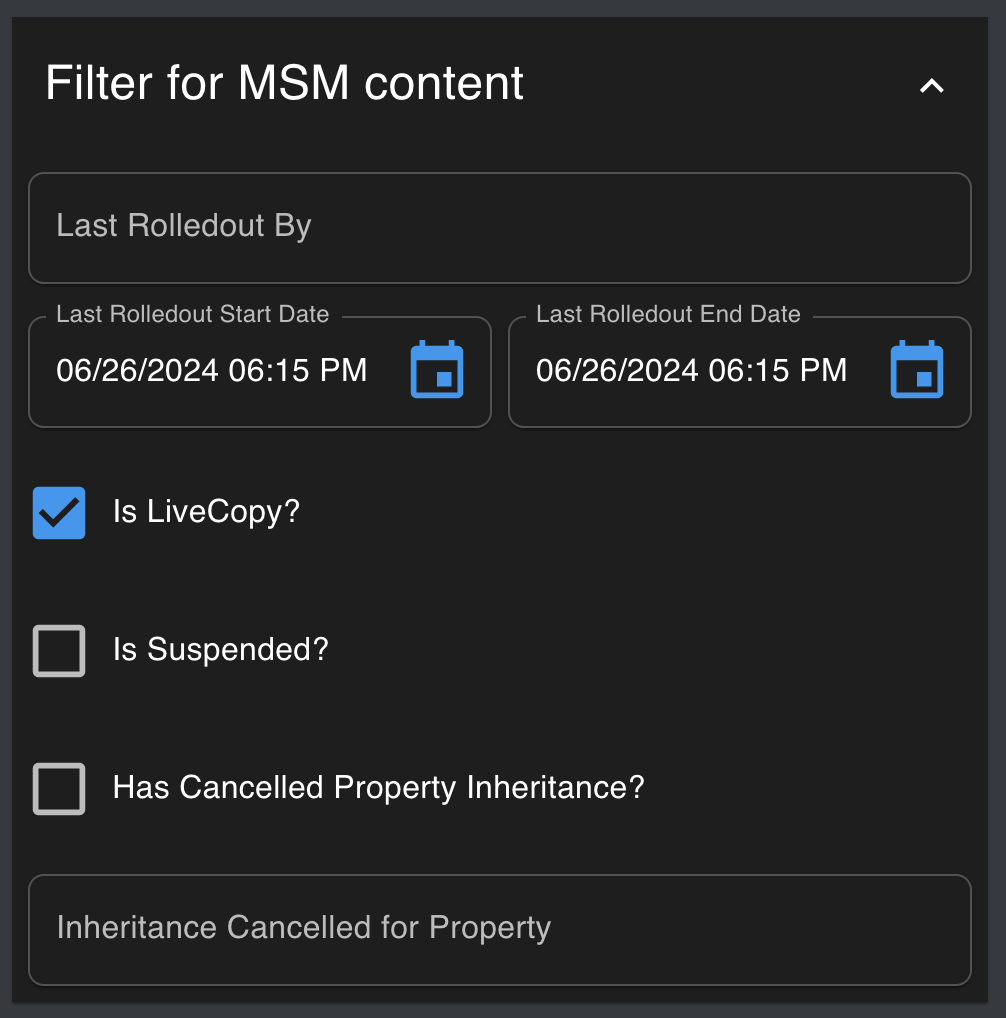 Filter for MSM content
Last Rolledout By
Last Rolledout Start Date
06/26/2024 06:15 PM
Last Rolledout End Date
06/26/2024 06:15 PM
Is LiveCopy?
Is Suspended?
Has Cancelled Property Inheritance?
Inheritance Cancelled for Property